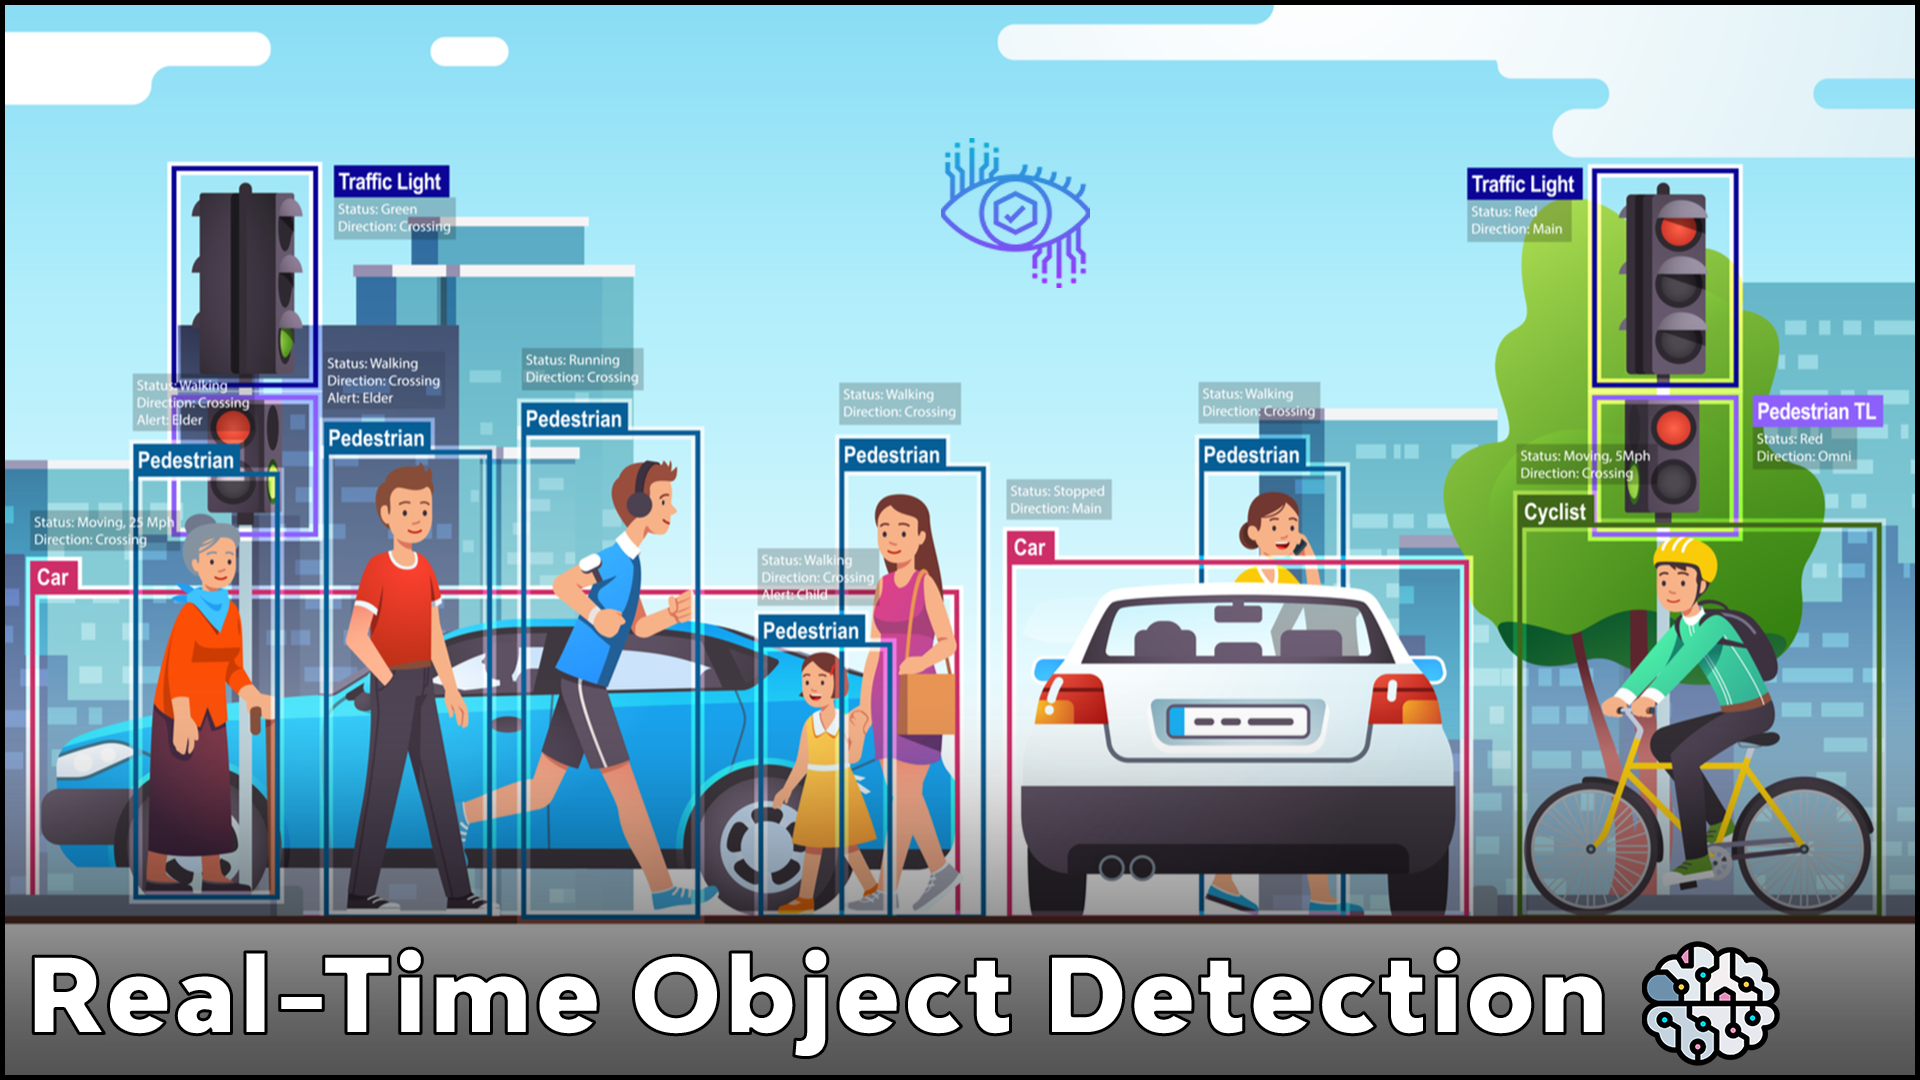 Traffic Light
Status: Green
Direction: Crossing
Traffic Light
Status: Red
Direction: Main
Status: Walking
Direction: Crossing
Alert: Elder
Pedestrian
Status: Walking
Direction: Crossing
Alert: Elder
Pedestrian
Status: Running
Direction: Crossing
Pedestrian
Status: Walking
Direction: Crossing
Pedestrian
Status: Walking
Direction: Crossing
Pedestrian
Pedestrian TL
Status: Red
Direction: Omni
Status: Moving, 5Mph
Direction: Crossing
Cyclist
Status: Stopped
Direction: Main
Car
Status: Moving, 25 Mph
Direction: Crossing
Car
Status: Walking
Direction: Crossing
Alert: Child
Pedestrian
Real-Time Object Detection